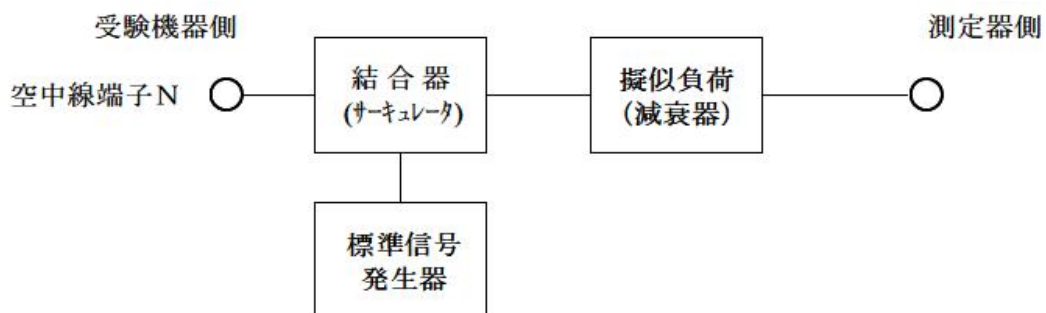 受験機器側
測定器側
空中線端子N
結合器
(サーキュレータ)
擬似負荷
(減衰器)
標準信号
発生器